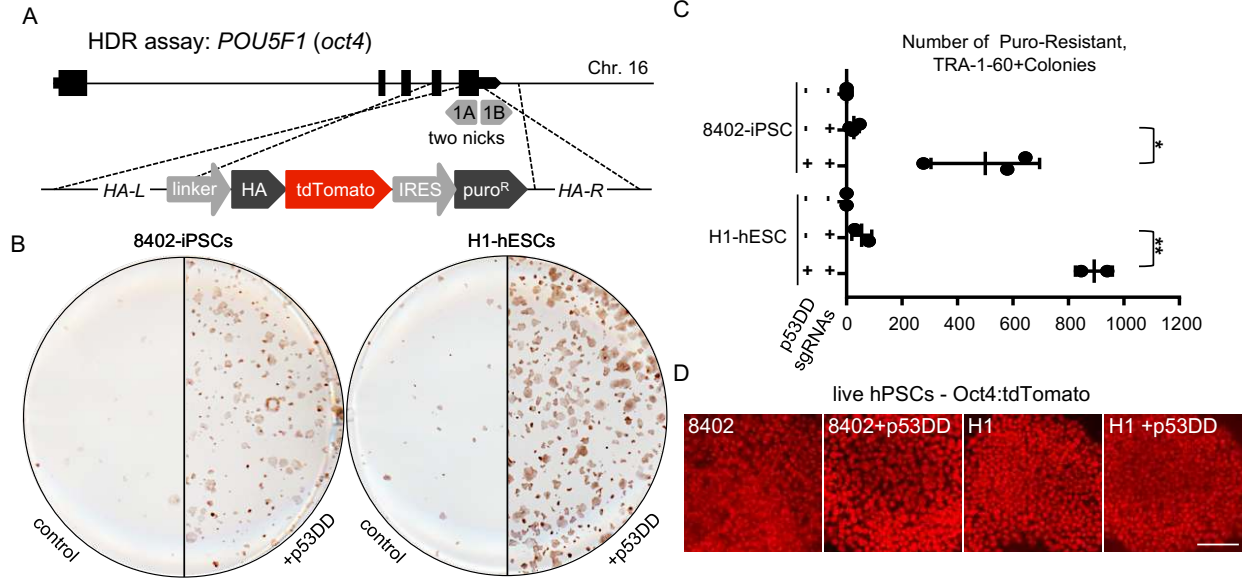 A
HDR assay: POU5F1 (oct4)
Chr. 16
1A 1B
two nicks
HA-L linker HA tdTomato IRES puroR HA-R
B
8402-iPSCs H1-hESCs
control +p53DD control +p53DD
C
Number of Puro-Resistant,
TRA-1-60+Colonies
- -
8402-iPSC - +
+ + *
- -
H1-hESC - +
+ + **
p53DD
sgRNAs
0 200 400 600 800 1000 1200
D
live hPSCs - Oct4:tdTomato
8402 8402+p53DD H1 H1 +p53DD